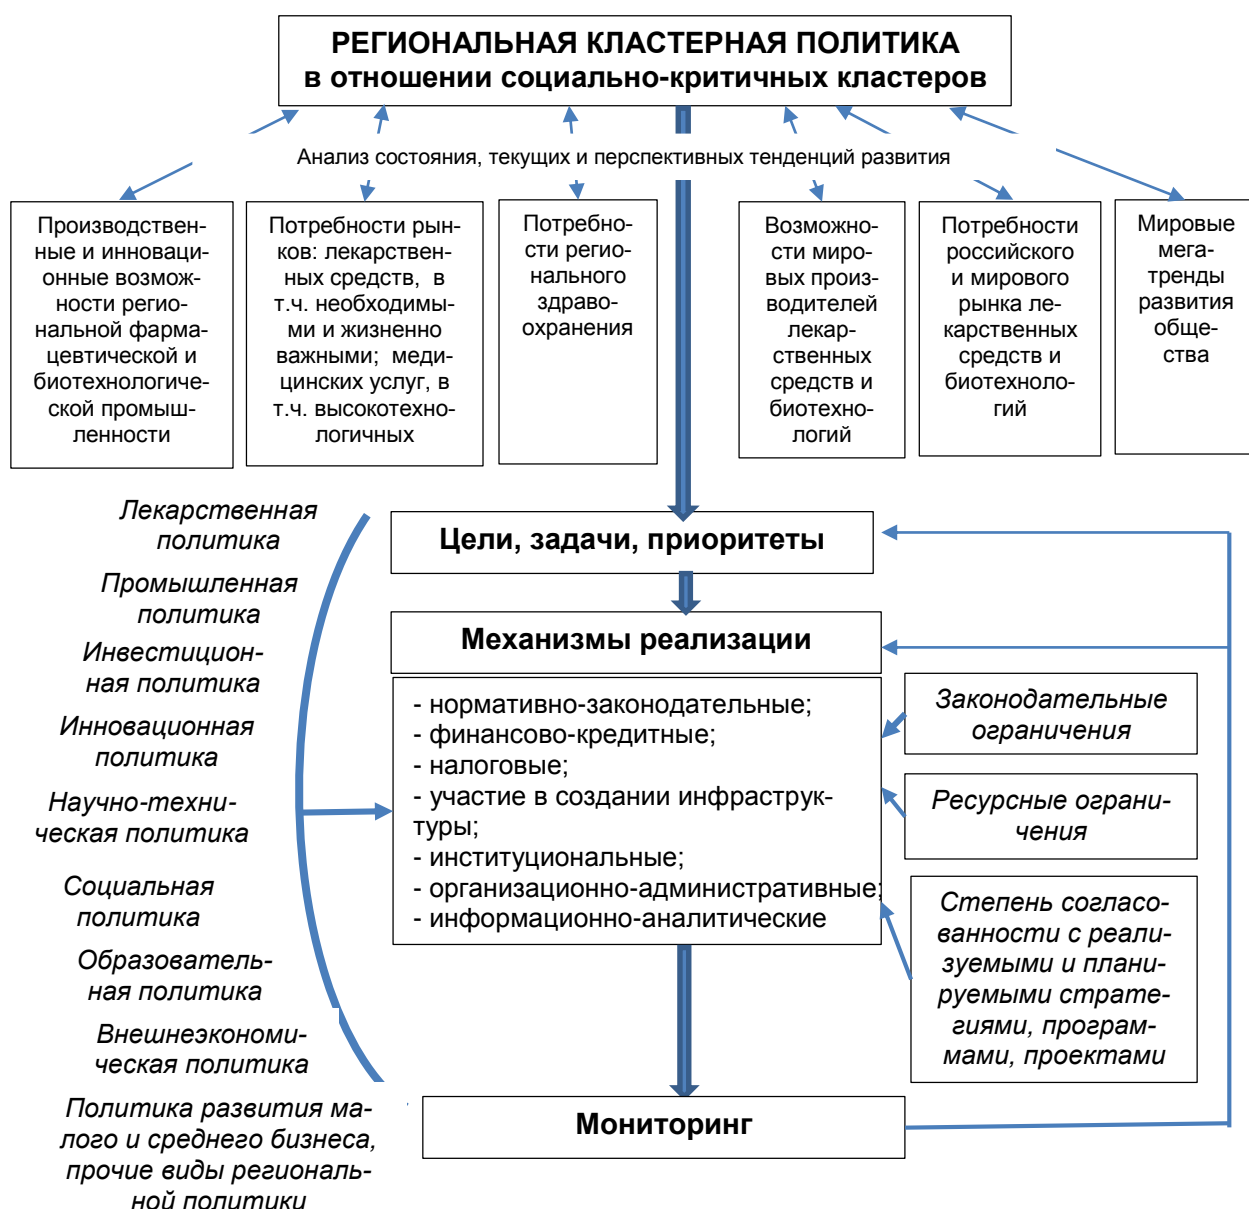 РЕГИОНАЛЬНАЯ КЛАСТЕРНАЯ ПОЛИТИКА
в отношении социально-критичных кластеров
Анализ состояния, текущих и перспективных тенденций развития
Производствен-
ные и инноваци-
онные возмож-
ности регио-
нальной фарма-
цевтической и
биотехнологиче-
ской промыш-
ленности
Потребности рын-
ков: лекарствен-
ных средств, в
т.ч. необходимы-
ми и жизненно
важными; меди-
цинских услуг, в
т.ч. высокотехно-
логичных
Потребно-
сти регио-
нального
здраво-
охранения
Возможно-
сти миро-
вых произ-
водителей
лекар-
ственных
средств и
биотехно-
логий
Потребности
российского
и мирового
рынка ле-
карственных
средств и
биотехноло-
гий
Мировые
мега-
тренды
развития
обще-
ства
Лекарственная
политика
Промышленная
политика
Инвестицион-
ная политика
Инновационная
политика
Научно-техни-
ческая политика
Социальная
политика
Образователь-
ная политика
Внешнеэкономи-
ческая политика
Политика развития ма-
лого и среднего бизнеса,
прочие виды региональ-
ной политики
Цели, задачи, приоритеты
Механизмы реализации
- нормативно-законодательные;
- финансово-кредитные;
- налоговые;
- участие в создании инфраструк-
туры;
- институциональные;
- организационно-административные;
- информационно-аналитические
Законодательные
ограничения
Ресурсные ограни-
чения
Степень согласо-
ванности с реали-
зуемыми и плани-
руемыми страте-
гиями, програм-
мами, проектами
Мониторинг